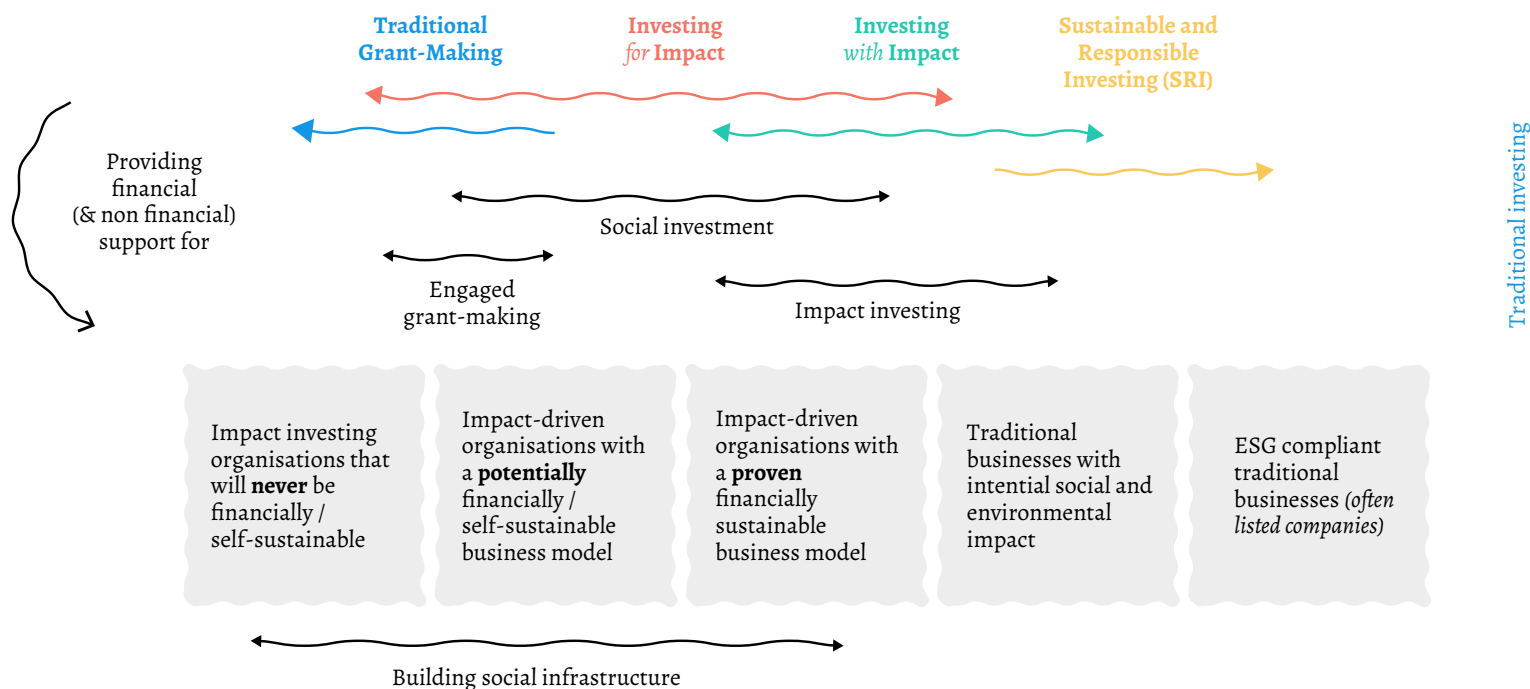 Traditional
Grant-Making
Investing
for Impact
Investing
with Impact
Sustainable and
Responsible
Investing (SRI)
Providing
financial
(& non financial)
support for
Social investment
Engaged
grant-making
Impact investing
Traditional investing
Impact investing
organisations that
will never be
financially /
self-sustainable
Impact-driven
organisations with
a potentially
financially /
self-sustainable
business model
Impact-driven
organisations with
a proven
financially
sustainable
business model
Traditional
businesses with
intential social and
environmental
impact
ESG compliant
traditional
businesses (often
listed companies)
Building social infrastructure